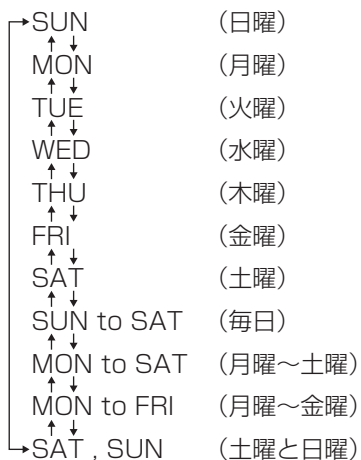 SUN （日曜）
MON （月曜）
TUE （火曜）
WED （水曜）
THU （木曜）
FRI （金曜）
SAT （土曜）
SUN to SAT （毎日）
MON to SAT （月曜～土曜）
MON to FRI （月曜～金曜）
SAT , SUN （土曜と日曜）